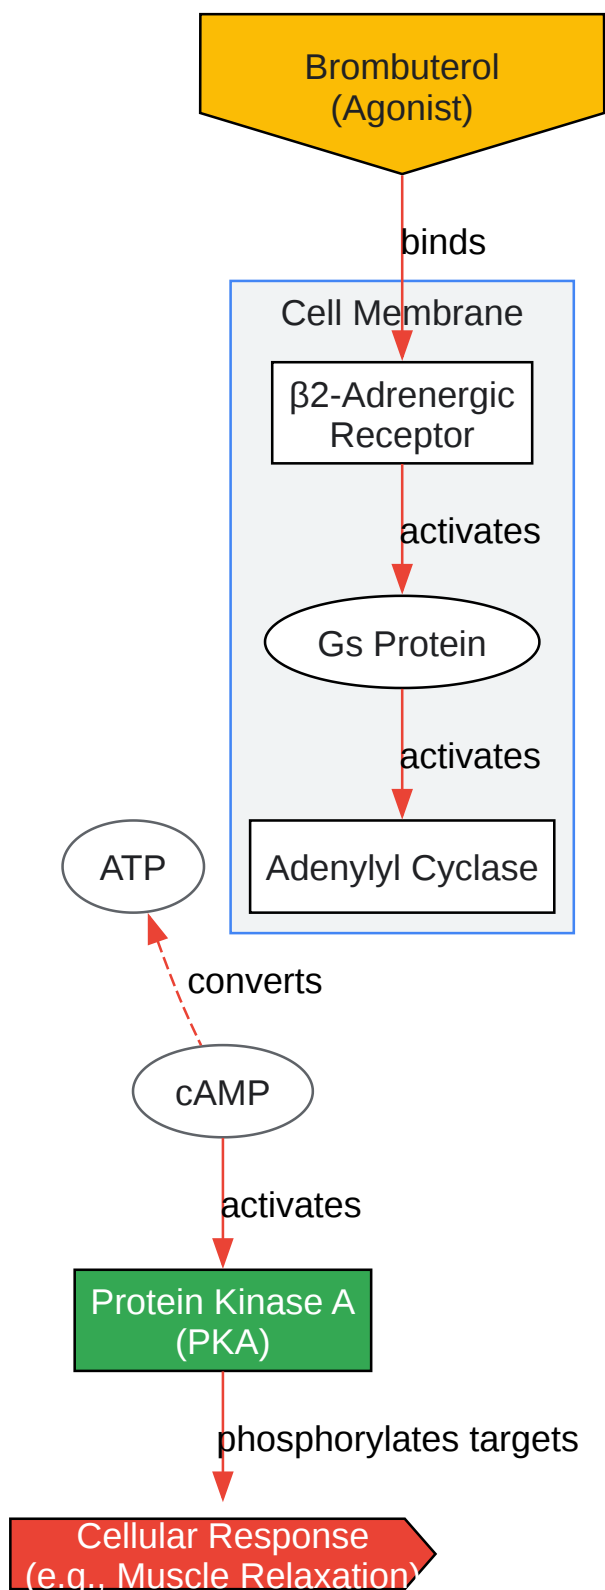 Brombuterol
(Agonist)
binds
Cell Membrane
β2-Adrenergic
Receptor
activates
Gs Protein
activates
ATP
Adenylyl Cyclase
converts
cAMP
activates
Protein Kinase A
(PKA)
phosphorylates targets
Cellular Response
(e.g., Muscle Relaxation)